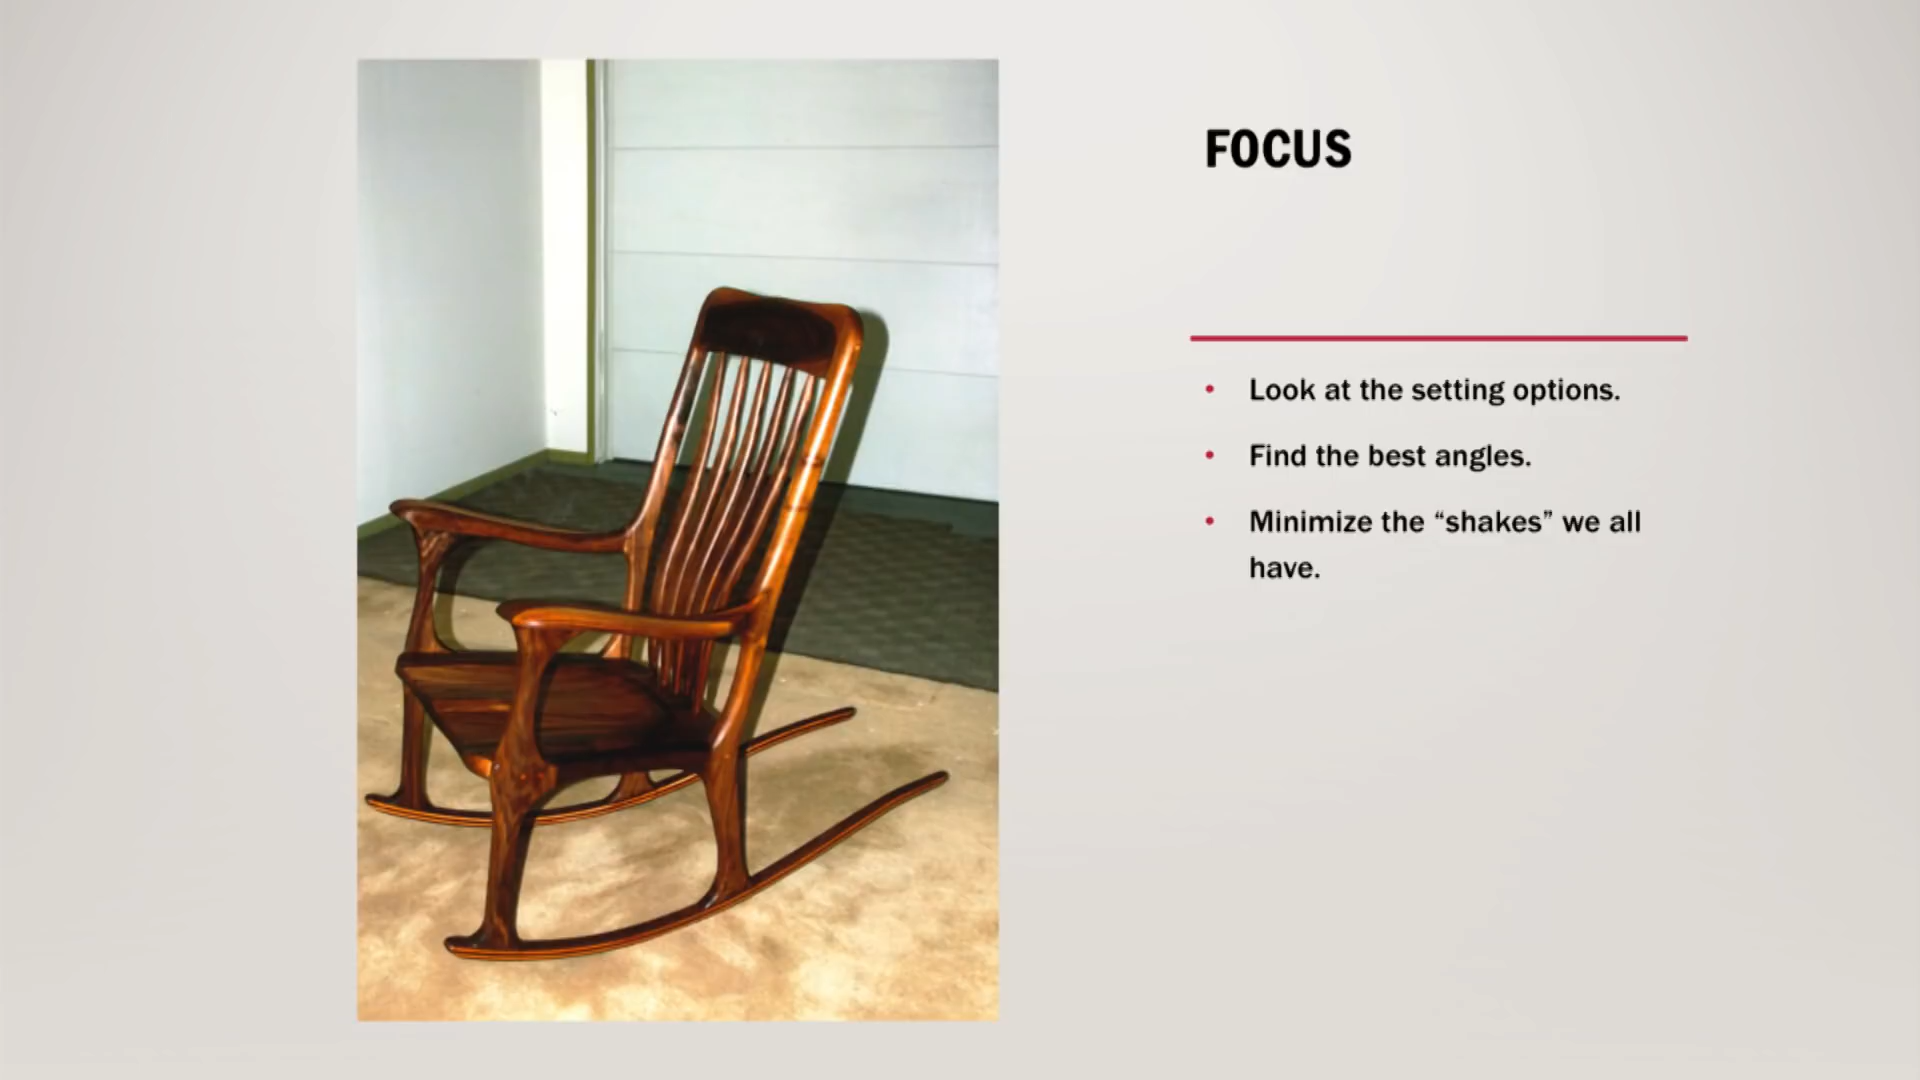 FOCUS
• Look at the setting options.
• Find the best angles.
• Minimize the “shakes” we all
have.